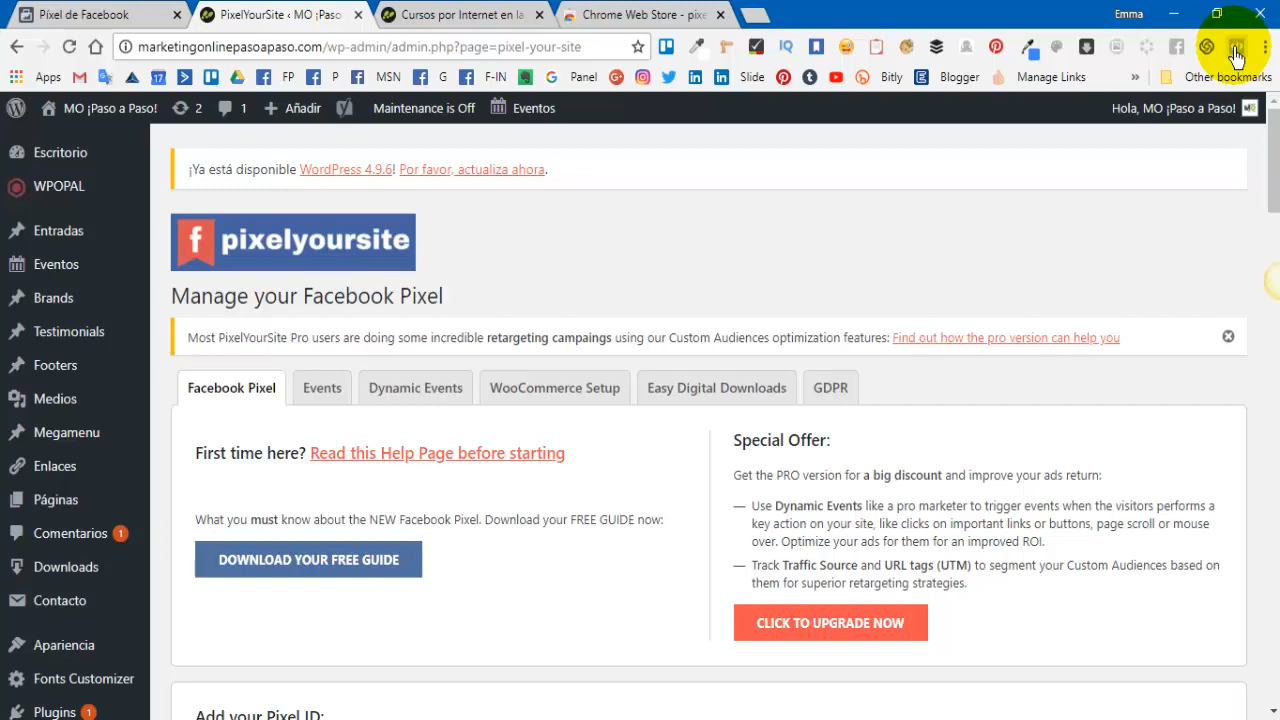 Píxel de Facebook
PixelYourSite ‹ MO ¡Paso
Cursos por Internet en la
Chrome Web Store - pixe
Emma
marketingonlinepasoapaso.com/wp-admin/admin.php?page=pixel-your-site
Apps
17
FP
P
MSN
G
F-IN
Panel
Slide
Bitly
Blogger
Manage Links
»
Other bookmarks
MO ¡Paso a Paso!
2
1
Añadir
Maintenance is Off
Eventos
Hola, MO ¡Paso a Paso!
Escritorio
WPOPAL
Entradas
Eventos
Brands
Testimonials
Footers
Medios
Megamenu
Enlaces
Páginas
Comentarios 1
Downloads
Contacto
Apariencia
Fonts Customizer
Plugins 1
¡Ya está disponible WordPress 4.9.6! Por favor, actualiza ahora.
f pixelyoursite
Manage your Facebook Pixel
Most PixelYourSite Pro users are doing some incredible retargeting campaings using our Custom Audiences optimization features: Find out how the pro version can help you
Facebook Pixel
Events
Dynamic Events
WooCommerce Setup
Easy Digital Downloads
GDPR
First time here? Read this Help Page before starting
What you must know about the NEW Facebook Pixel. Download your FREE GUIDE now:
DOWNLOAD YOUR FREE GUIDE
Special Offer:
Get the PRO version for a big discount and improve your ads return:
— Use Dynamic Events like a pro marketer to trigger events when the visitors performs a
key action on your site, like clicks on important links or buttons, page scroll or mouse
over. Optimize your ads for them for an improved ROI.
— Track Traffic Source and URL tags (UTM) to segment your Custom Audiences based on
them for superior retargeting strategies.
CLICK TO UPGRADE NOW
Add your Pixel ID: